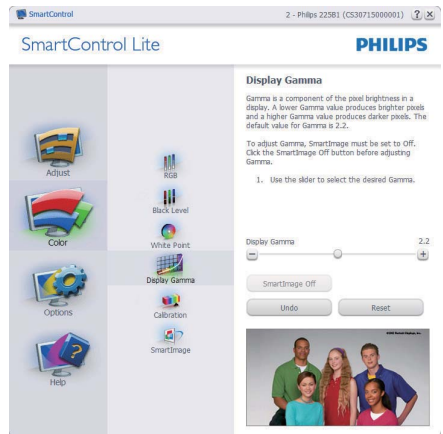 SmartControl
2 - Philips 225B1 (CS30715000001)
SmartControl Lite
PHILIPS
Adjust
Color
Options
Help
RGB
Black Level
White Point
Display Gamma
Calibration
SmartImage
Display Gamma
Gamma is a component of the pixel brightness in a
display. A lower Gamma value produces brighter pixels
and a higher Gamma value produces darker pixels. The
default value for Gamma is 2.2.
To adjust Gamma, SmartImage must be set to Off.
Click the SmartImage Off button before adjusting
Gamma.
1. Use the slider to select the desired Gamma.
Display Gamma 2.2
SmartImage Off
Undo
Reset